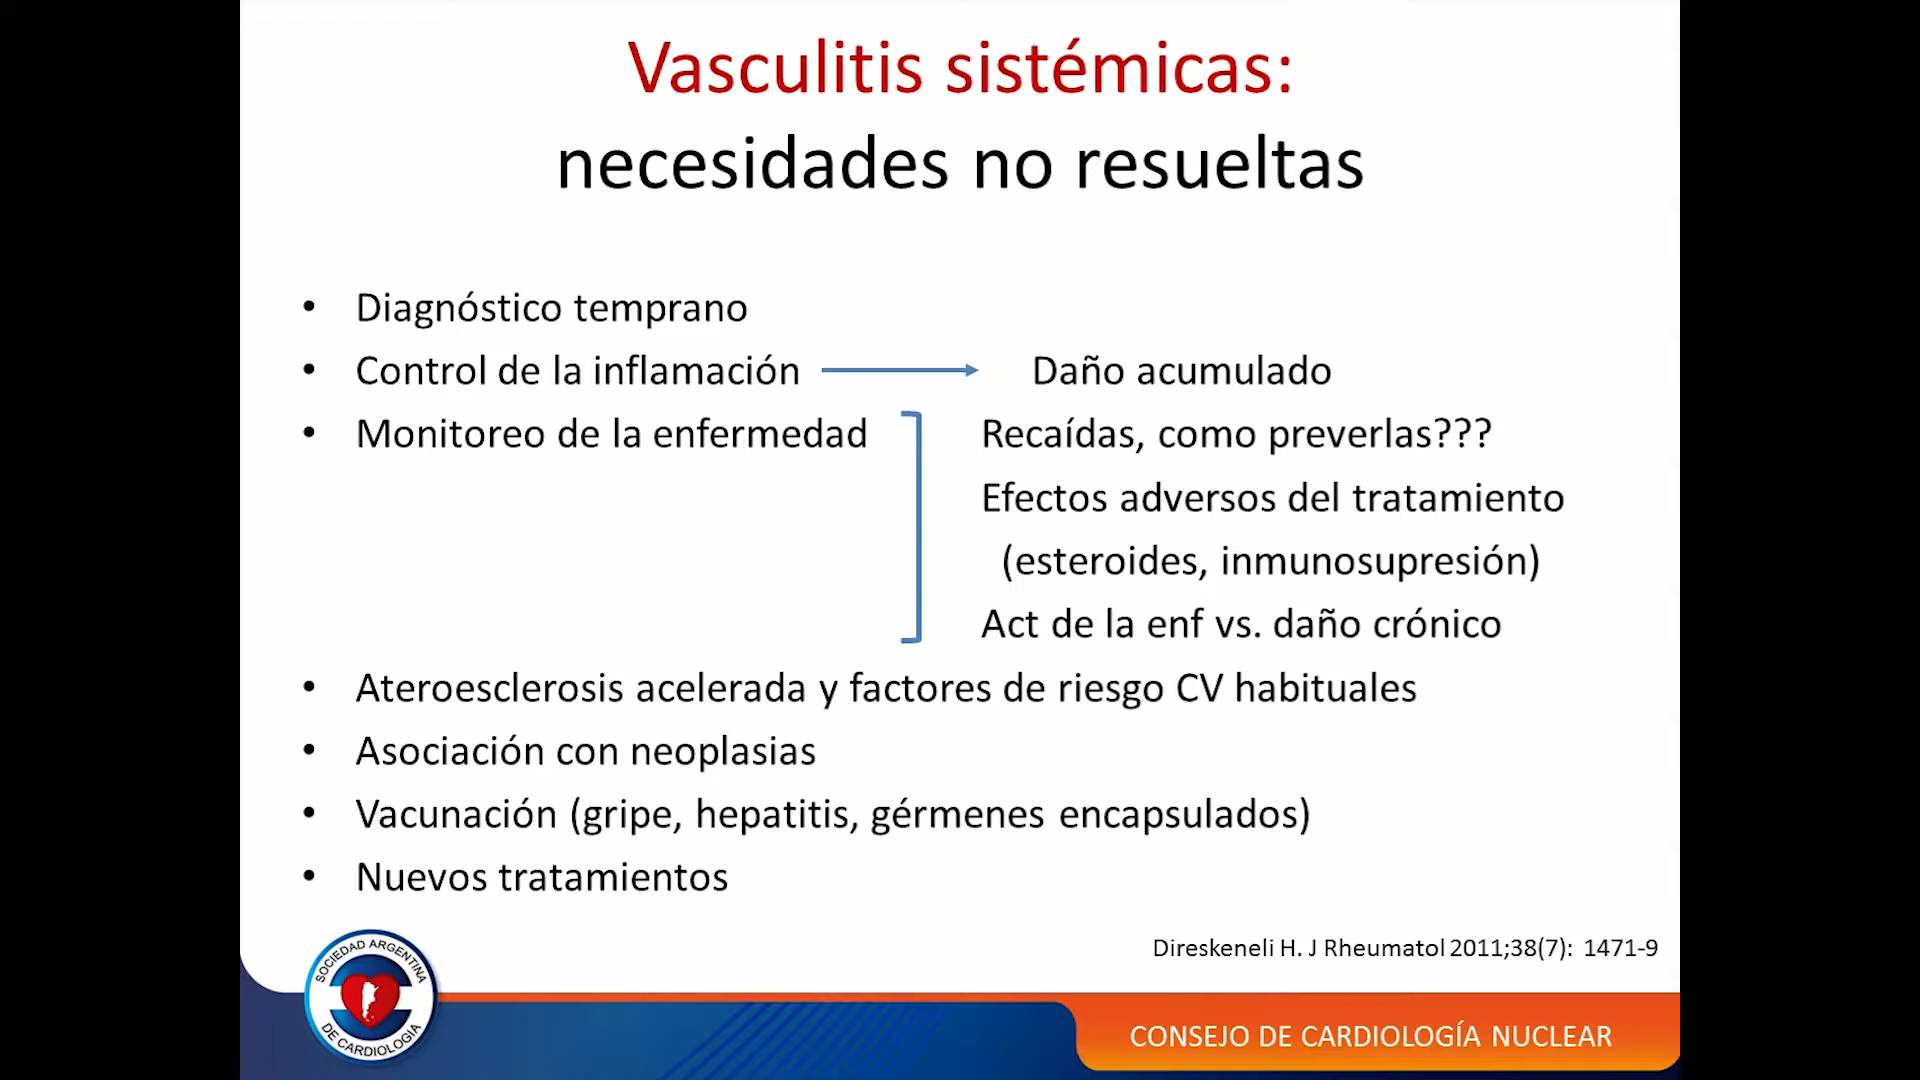 Vasculitis sistémicas:
necesidades no resueltas
• Diagnóstico temprano
• Control de la inflamación Daño acumulado
• Monitoreo de la enfermedad Recaídas, como preverlas???
Efectos adversos del tratamiento
(esteroides, inmunosupresión)
Act de la enf vs. daño crónico
• Ateroesclerosis acelerada y factores de riesgo CV habituales
• Asociación con neoplasias
• Vacunación (gripe, hepatitis, gérmenes encapsulados)
• Nuevos tratamientos
Direskeneli H. J Rheumatol 2011;38(7): 1471-9
SOCIEDAD ARGENTINA
DE CARDIOLOGÍA
CONSEJO DE CARDIOLOGÍA NUCLEAR